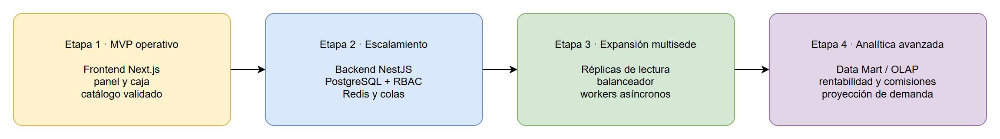 Etapa 1 · MVP operativo
Frontend Next.js
panel y caja
catálogo validado
Etapa 2 · Escalamiento
Backend NestJS
PostgreSQL + RBAC
Redis y colas
Etapa 3 · Expansión multisede
Réplicas de lectura
balanceador
workers asíncronos
Etapa 4 · Analítica avanzada
Data Mart / OLAP
rentabilidad y comisiones
proyección de demanda